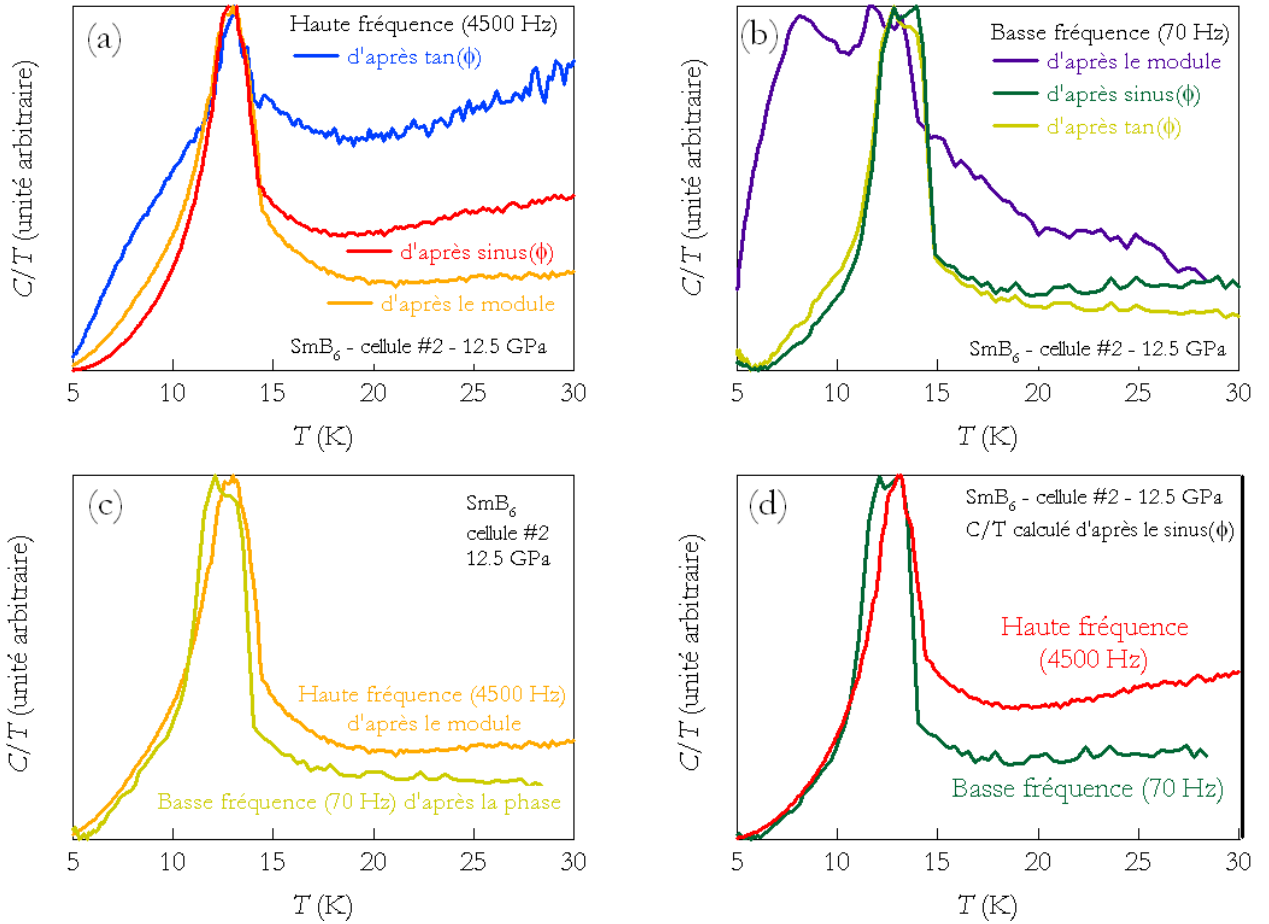 (a)
Haute fréquence (4500 Hz)
d'après tan(ϕ)
d'après sinus(ϕ)
d'après le module
SmB6 - cellule #2 - 12.5 GPa
C/T (unité arbitraire)
5 10 15 20 25 30
T (K)
(b)
Basse fréquence (70 Hz)
d'après le module
d'après sinus(ϕ)
d'après tan(ϕ)
SmB6 - cellule #2 - 12.5 GPa
C/T (unité arbitraire)
5 10 15 20 25 30
T (K)
(c)
SmB6
cellule #2
12.5 GPa
Haute fréquence (4500 Hz)
d'après le module
Basse fréquence (70 Hz) d'après la phase
C/T (unité arbitraire)
5 10 15 20 25 30
T (K)
(d)
SmB6 - cellule #2 - 12.5 GPa
C/T calculé d'après le sinus(ϕ)
Haute fréquence
(4500 Hz)
Basse fréquence (70 Hz)
C/T (unité arbitraire)
5 10 15 20 25 30
T (K)